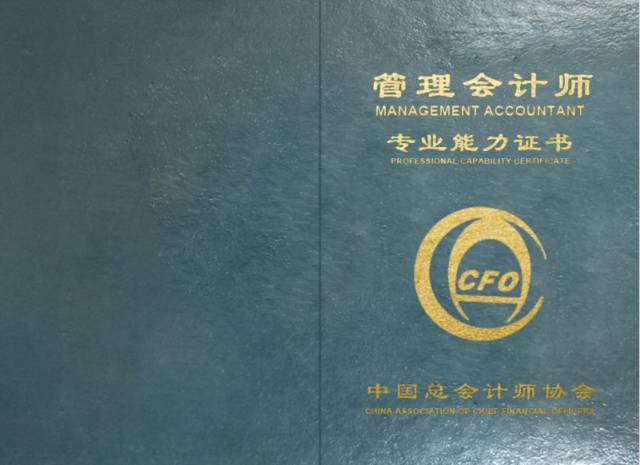 管理会计师
MANAGEMENT ACCOUNTANT
专业能力证书
PROFESSIONAL CAPABILITY CERTIFICATE
CFO
中国总会计师协会
CHINA ASSOCIATION OF CHIEF FINANCIAL OFFICERS